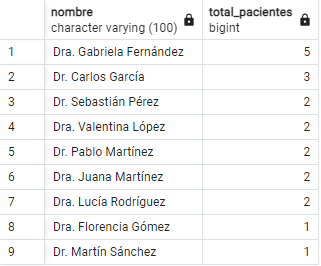 nombre total_pacientes
character varying (100) bigint
1 Dra. Gabriela Fernández 5
2 Dr. Carlos García 3
3 Dr. Sebastián Pérez 2
4 Dra. Valentina López 2
5 Dr. Pablo Martínez 2
6 Dra. Juana Martínez 2
7 Dra. Lucía Rodríguez 2
8 Dra. Florencia Gómez 1
9 Dr. Martín Sánchez 1